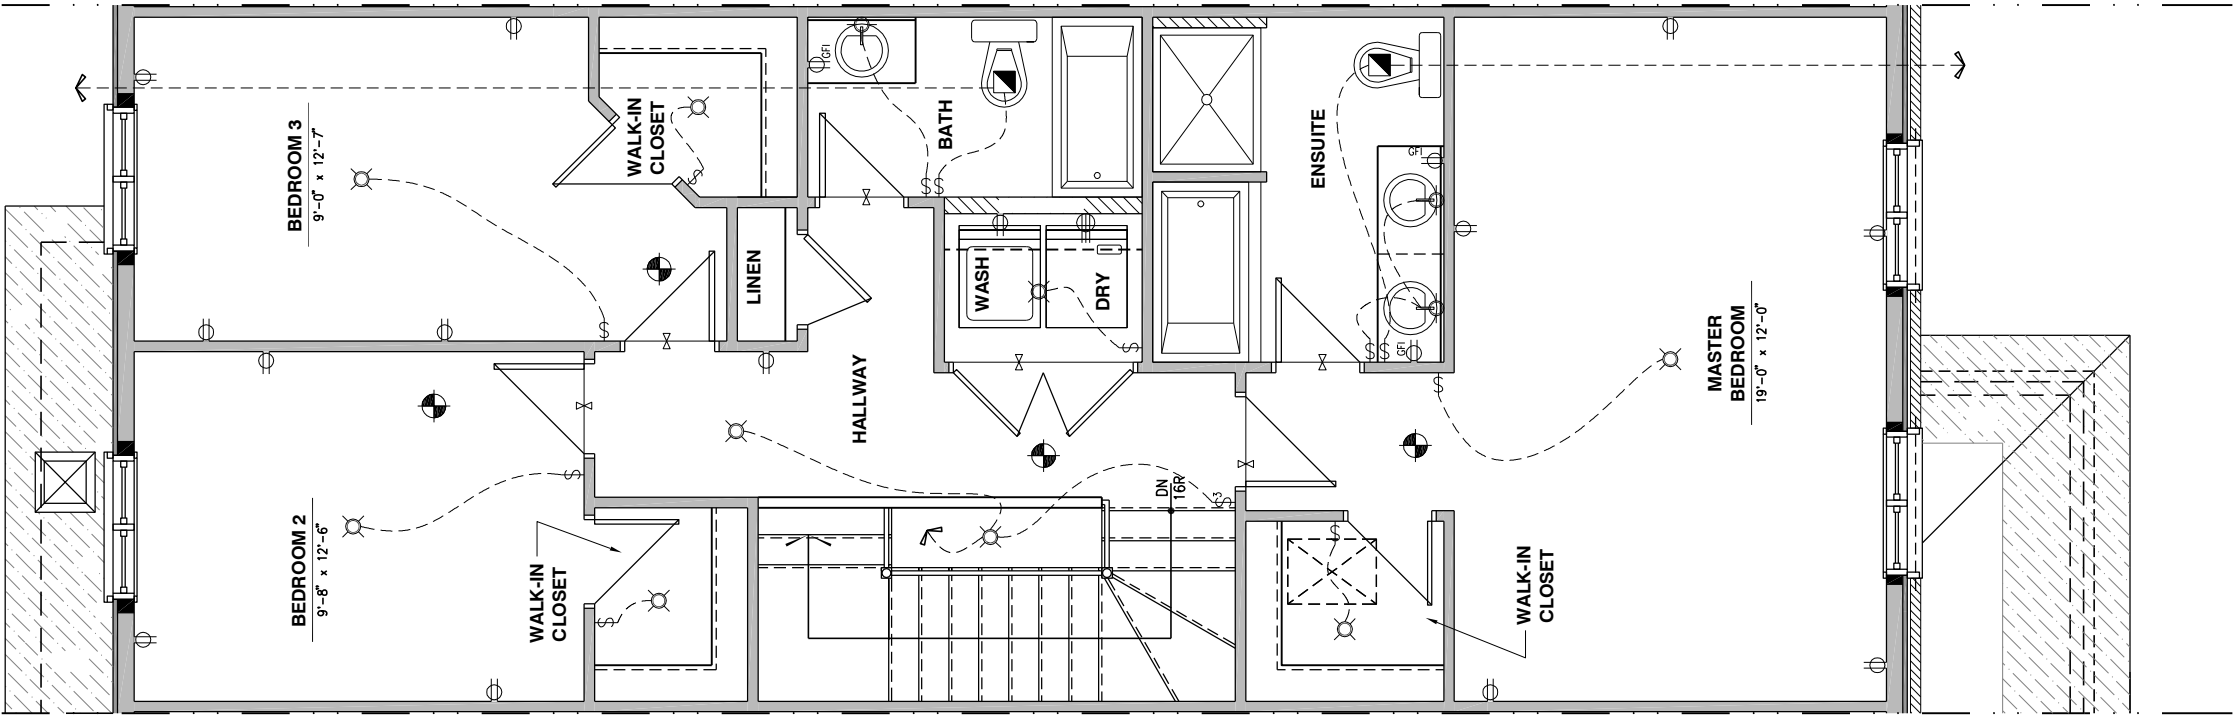 BEDROOM 3
9'-0" x 12'-7"
WALK-IN
CLOSET
GFI
BATH
ENSUITE
GFI
LINEN
WASH
DRY
GFI
MASTER
BEDROOM
19'-0" x 12'-0"
HALLWAY
BEDROOM 2
9'-8" x 12'-6"
WALK-IN
CLOSET
DN
16R
3
WALK-IN
CLOSET